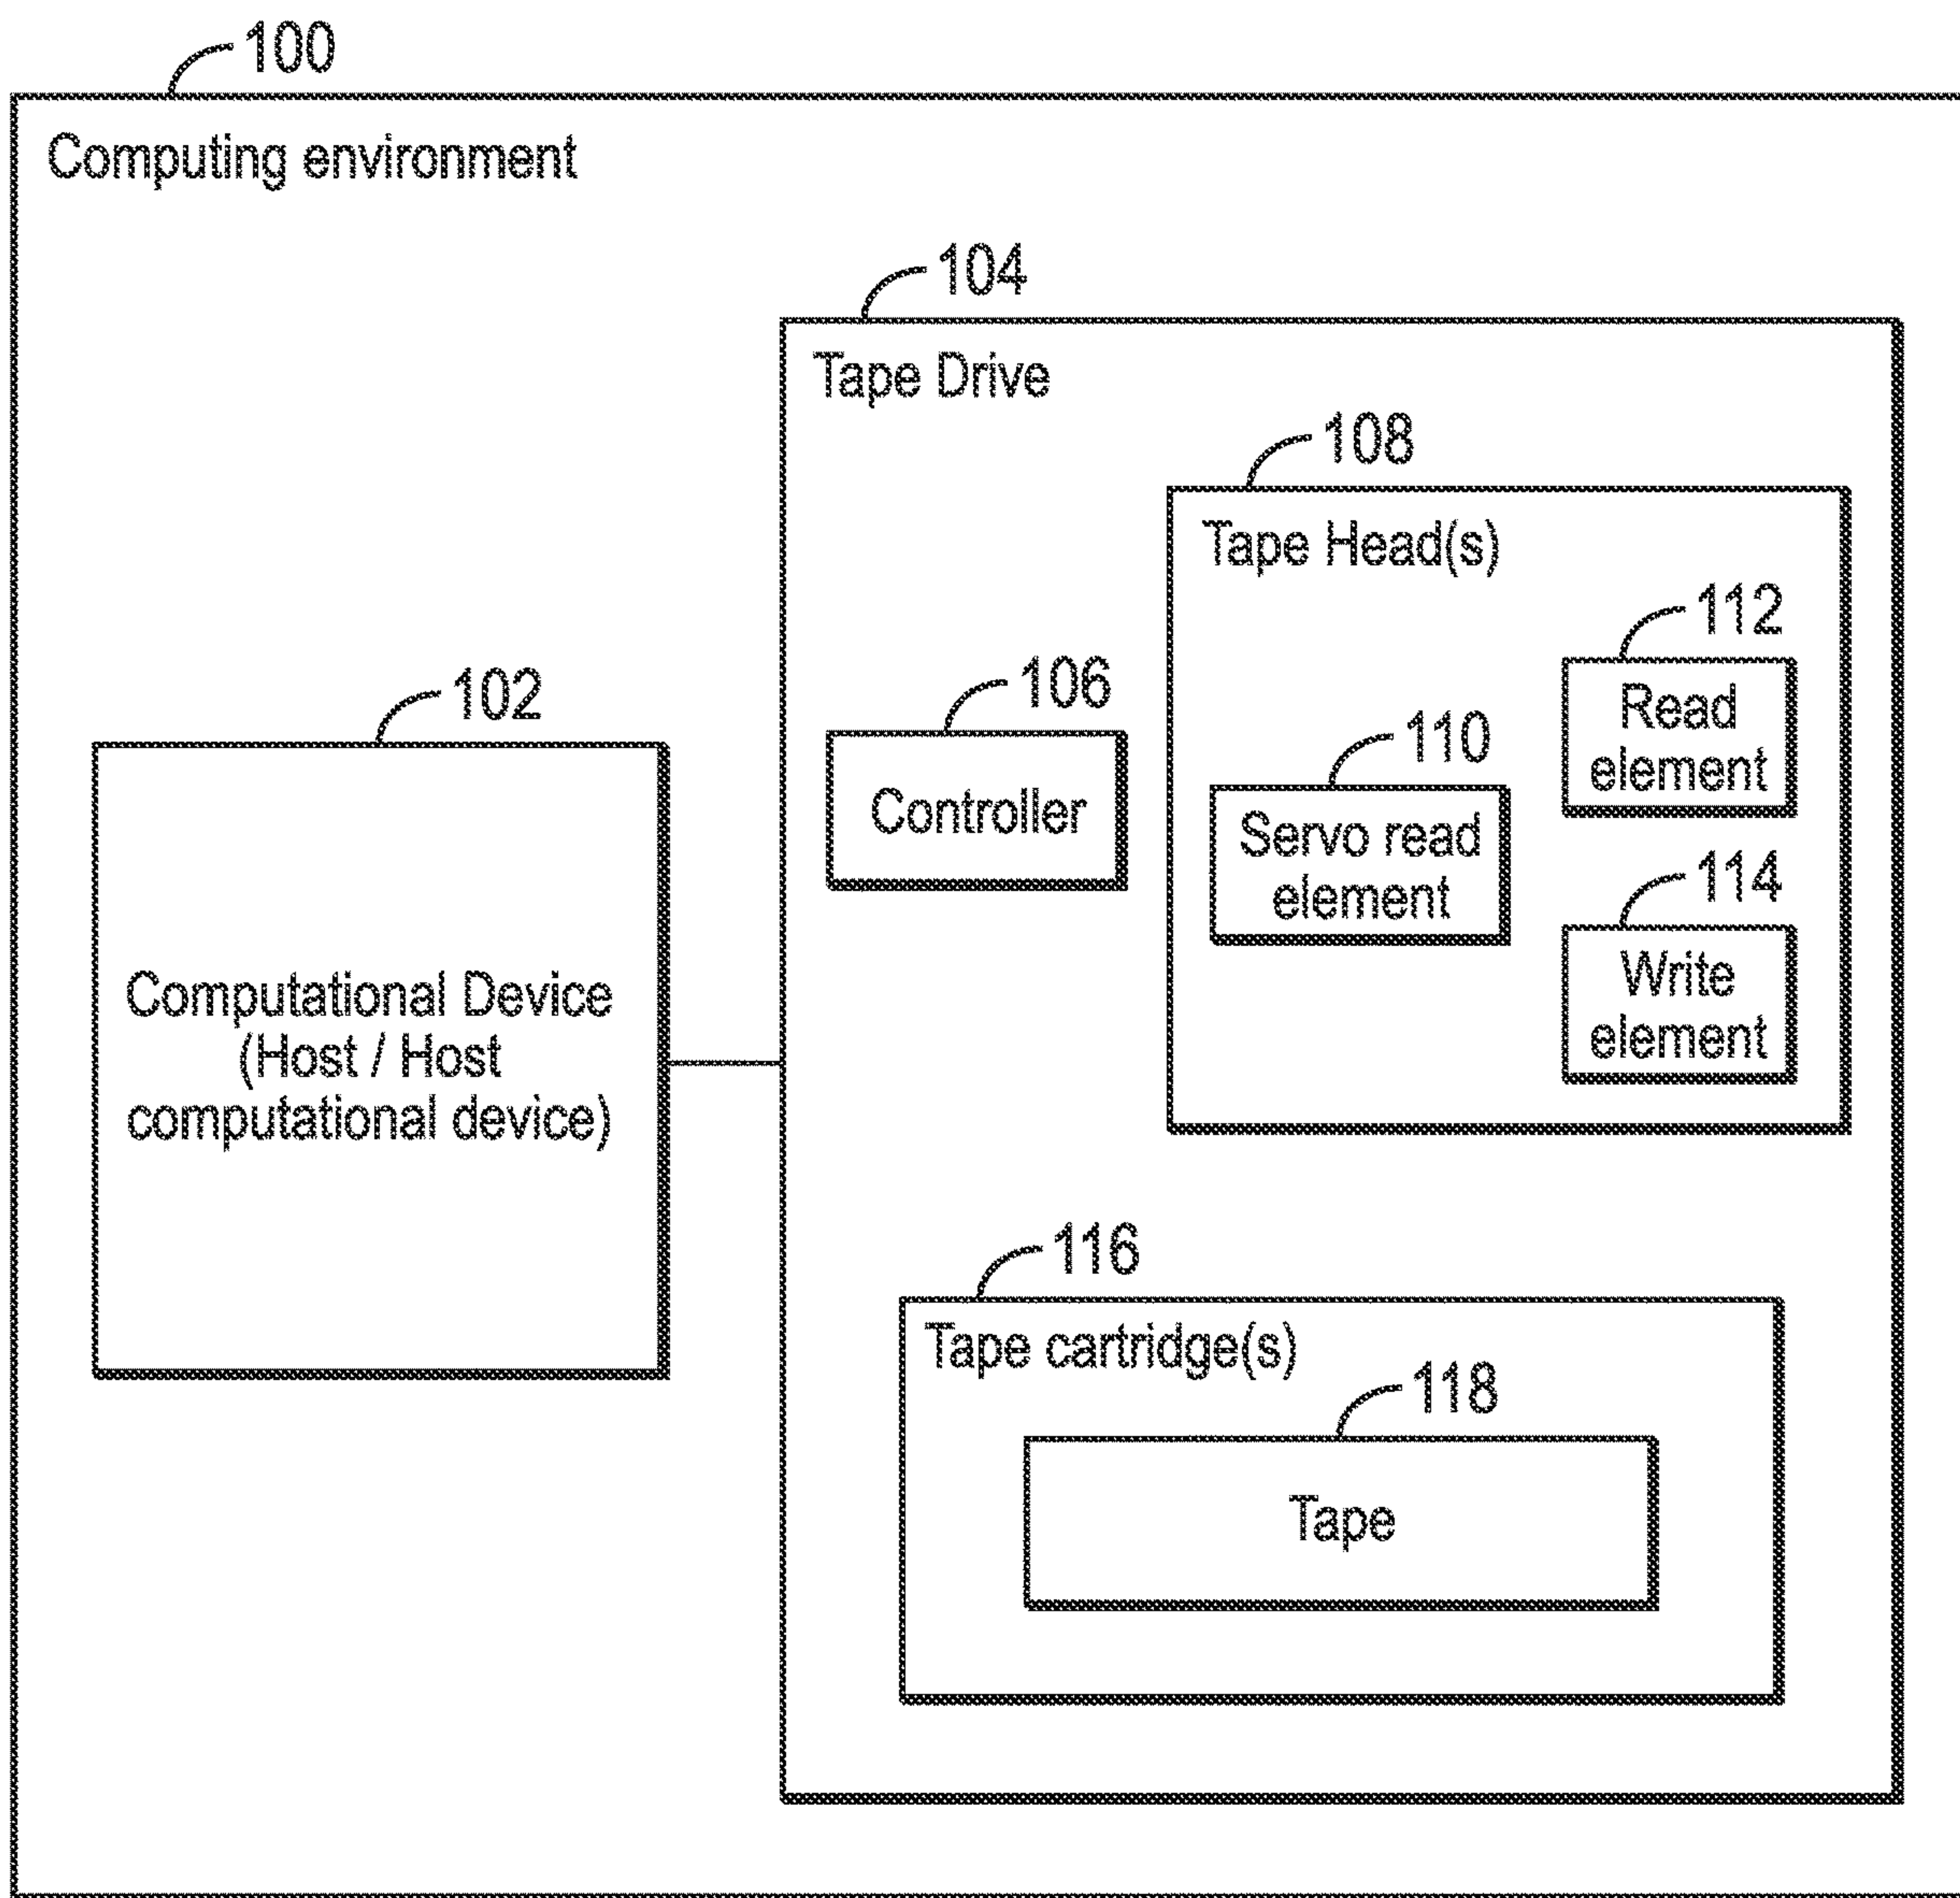 100
Computing environment
104
Tape Drive
108
Tape Head(s)
112
Read
element
102
106
Controller
110
Servo read
element
114
Write
element
Computational Device
(Host / Host
computational device)
116
Tape cartridge(s)
118
Tape